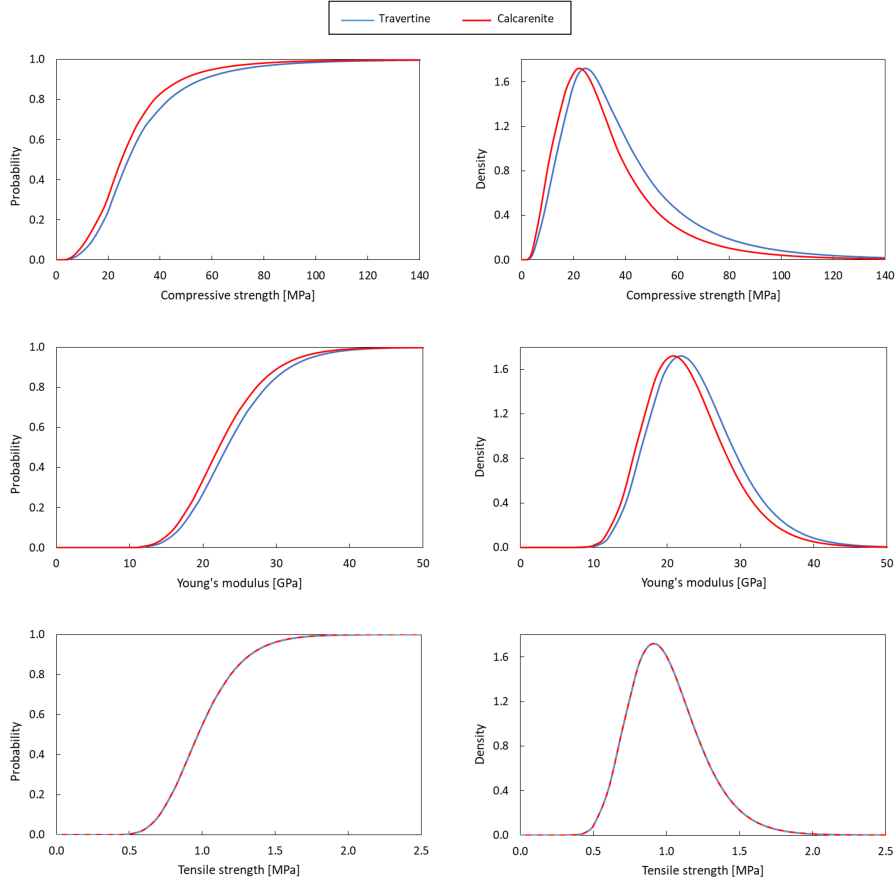 Travertine
Calcarenite
1.0
0.8
0.6
0.4
0.2
0.0
Probability
0 20 40 60 80 100 120 140
Compressive strength [MPa]
1.6
1.2
0.8
0.4
0.0
Density
0 20 40 60 80 100 120 140
Compressive strength [MPa]
1.0
0.8
0.6
0.4
0.2
0.0
Probability
0 10 20 30 40 50
Young's modulus [GPa]
1.6
1.2
0.8
0.4
0.0
Density
0 10 20 30 40 50
Young's modulus [GPa]
1.0
0.8
0.6
0.4
0.2
0.0
Probability
0.0 0.5 1.0 1.5 2.0 2.5
Tensile strength [MPa]
1.6
1.2
0.8
0.4
0.0
Density
0.0 0.5 1.0 1.5 2.0 2.5
Tensile strength [MPa]